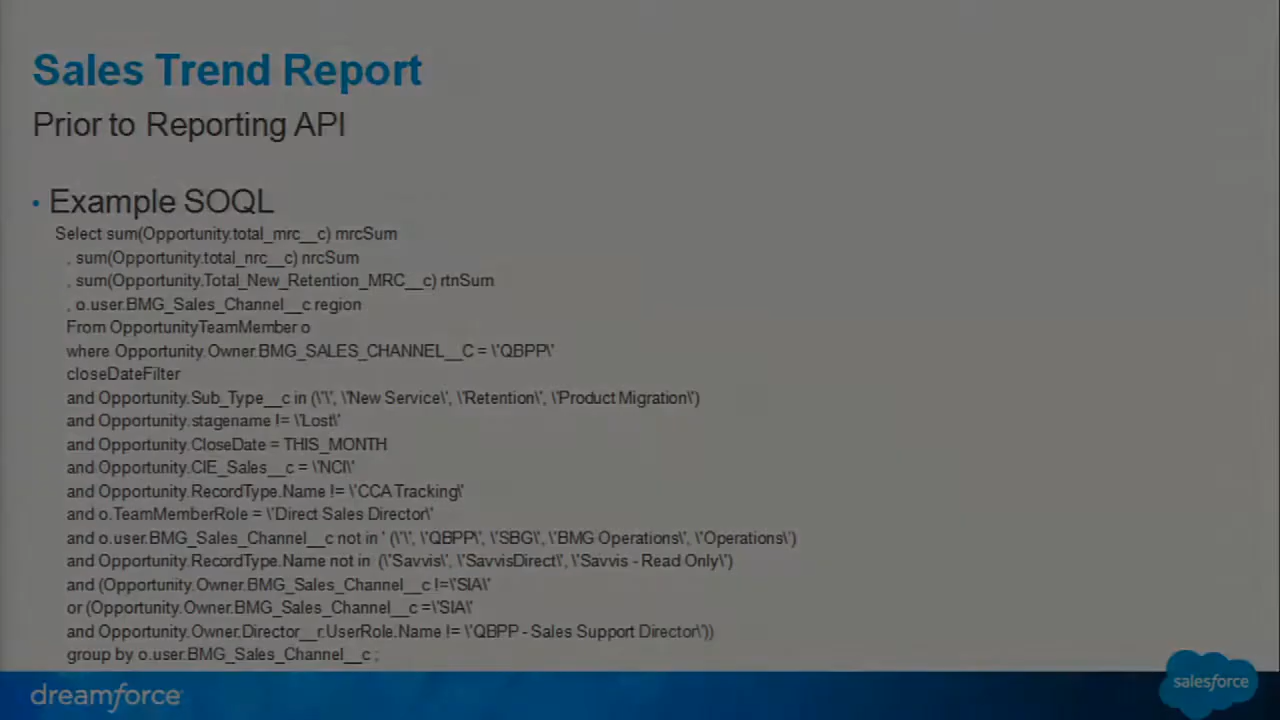 Sales Trend Report
Prior to Reporting API
• Example SOQL
Select sum(Opportunity.total_mrc__c) mrcSum
, sum(Opportunity.total_nrc__c) nrcSum
, sum(Opportunity.Total_New_Retention_MRC__c) rtnSum
, o.user.BMG_Sales_Channel__c region
From OpportunityTeamMember o
where Opportunity.Owner.BMG_SALES_CHANNEL__C = \'QBPP\'
closeDateFilter
and Opportunity.Sub_Type__c in (\'\', \'New Service\', \'Retention\', \'Product Migration\')
and Opportunity.stagename != \'Lost\'
and Opportunity.CloseDate = THIS_MONTH
and Opportunity.CIE_Sales__c = \'NCI\'
and Opportunity.RecordType.Name != \'CCA Tracking\'
and o.TeamMemberRole = \'Direct Sales Director\'
and o.user.BMG_Sales_Channel__c not in ' (\'\', \'QBPP\', \'SBG\', \'BMG Operations\', \'Operations\')
and Opportunity.RecordType.Name not in (\'Savvis\', \'SavvisDirect\', \'Savvis - Read Only\')
and (Opportunity.Owner.BMG_Sales_Channel__c !=\'SIA\'
or (Opportunity.Owner.BMG_Sales_Channel__c =\'SIA\'
and Opportunity.Owner.Director__r.UserRole.Name != \'QBPP - Sales Support Director\'))
group by o.user.BMG_Sales_Channel__c ;
dreamforce
salesforce